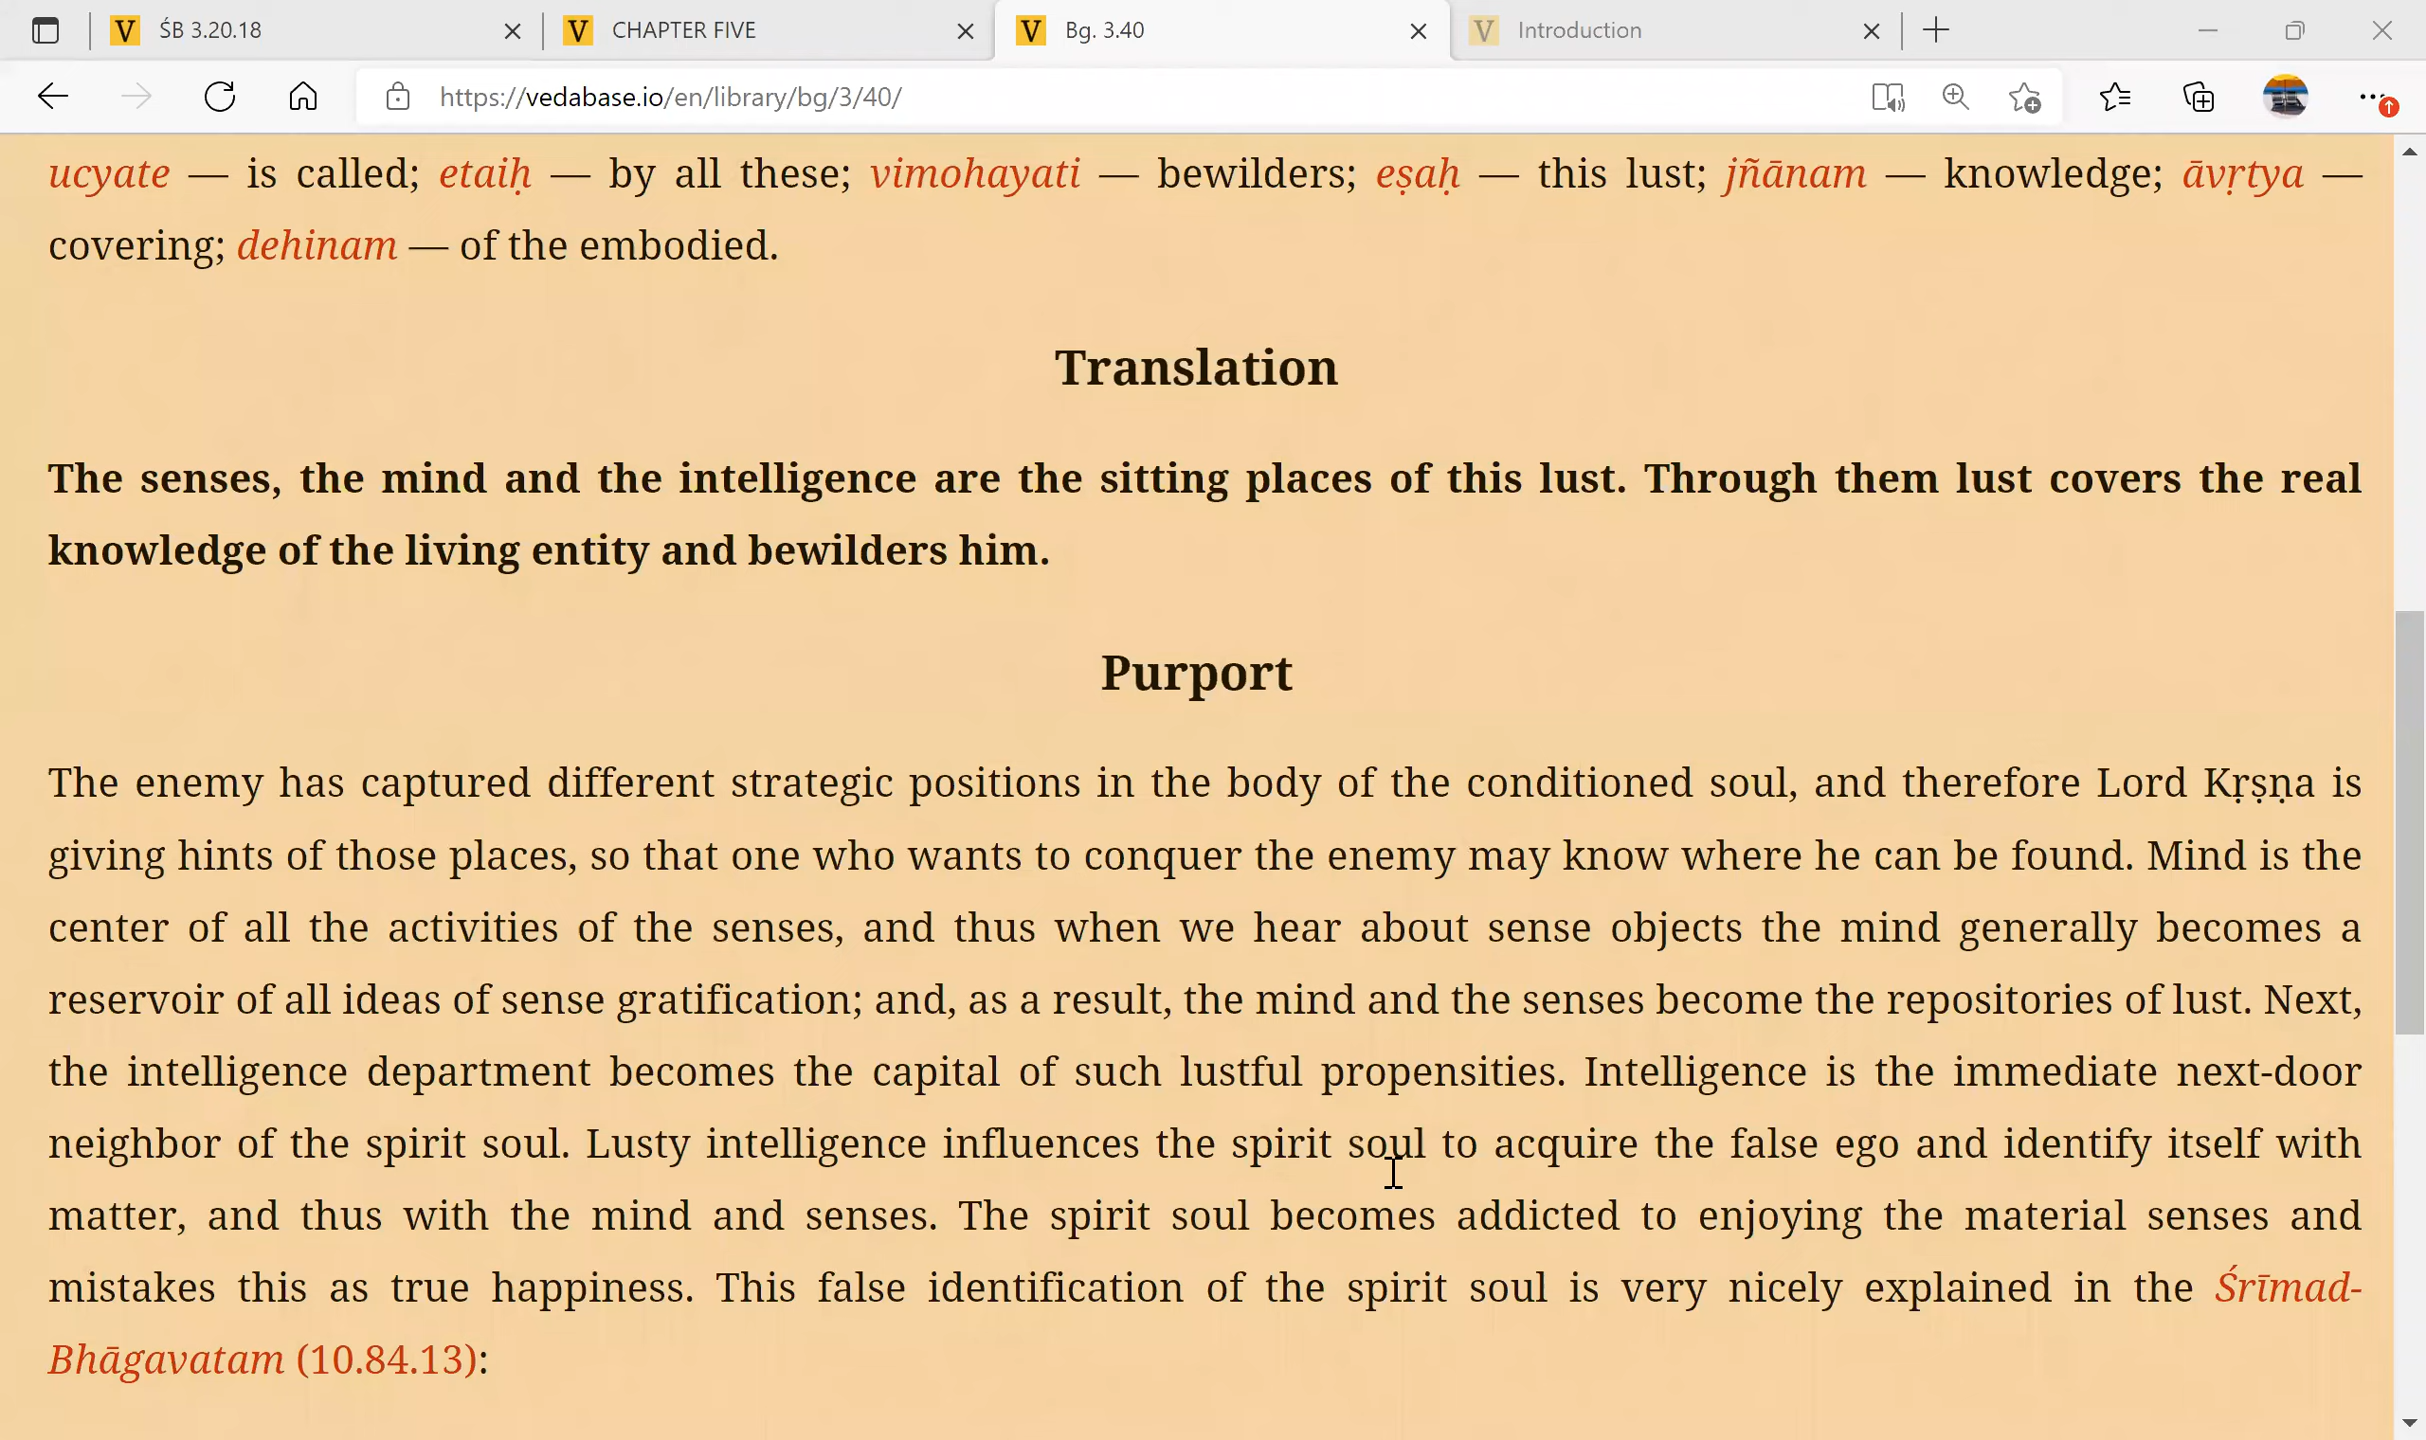 ŚB 3.20.18
CHAPTER FIVE
Bg. 3.40
Introduction
https://vedabase.io/en/library/bg/3/40/
ucyate — is called; etaiḥ — by all these; vimohayati — bewilders; eṣaḥ — this lust; jñānam — knowledge; āvṛtya —
covering; dehinam — of the embodied.
Translation
The senses, the mind and the intelligence are the sitting places of this lust. Through them lust covers the real
knowledge of the living entity and bewilders him.
Purport
The enemy has captured different strategic positions in the body of the conditioned soul, and therefore Lord Kṛṣṇa is
giving hints of those places, so that one who wants to conquer the enemy may know where he can be found. Mind is the
center of all the activities of the senses, and thus when we hear about sense objects the mind generally becomes a
reservoir of all ideas of sense gratification; and, as a result, the mind and the senses become the repositories of lust. Next,
the intelligence department becomes the capital of such lustful propensities. Intelligence is the immediate next-door
neighbor of the spirit soul. Lusty intelligence influences the spirit soul to acquire the false ego and identify itself with
matter, and thus with the mind and senses. The spirit soul becomes addicted to enjoying the material senses and
mistakes this as true happiness. This false identification of the spirit soul is very nicely explained in the Śrīmad-
Bhāgavatam (10.84.13):